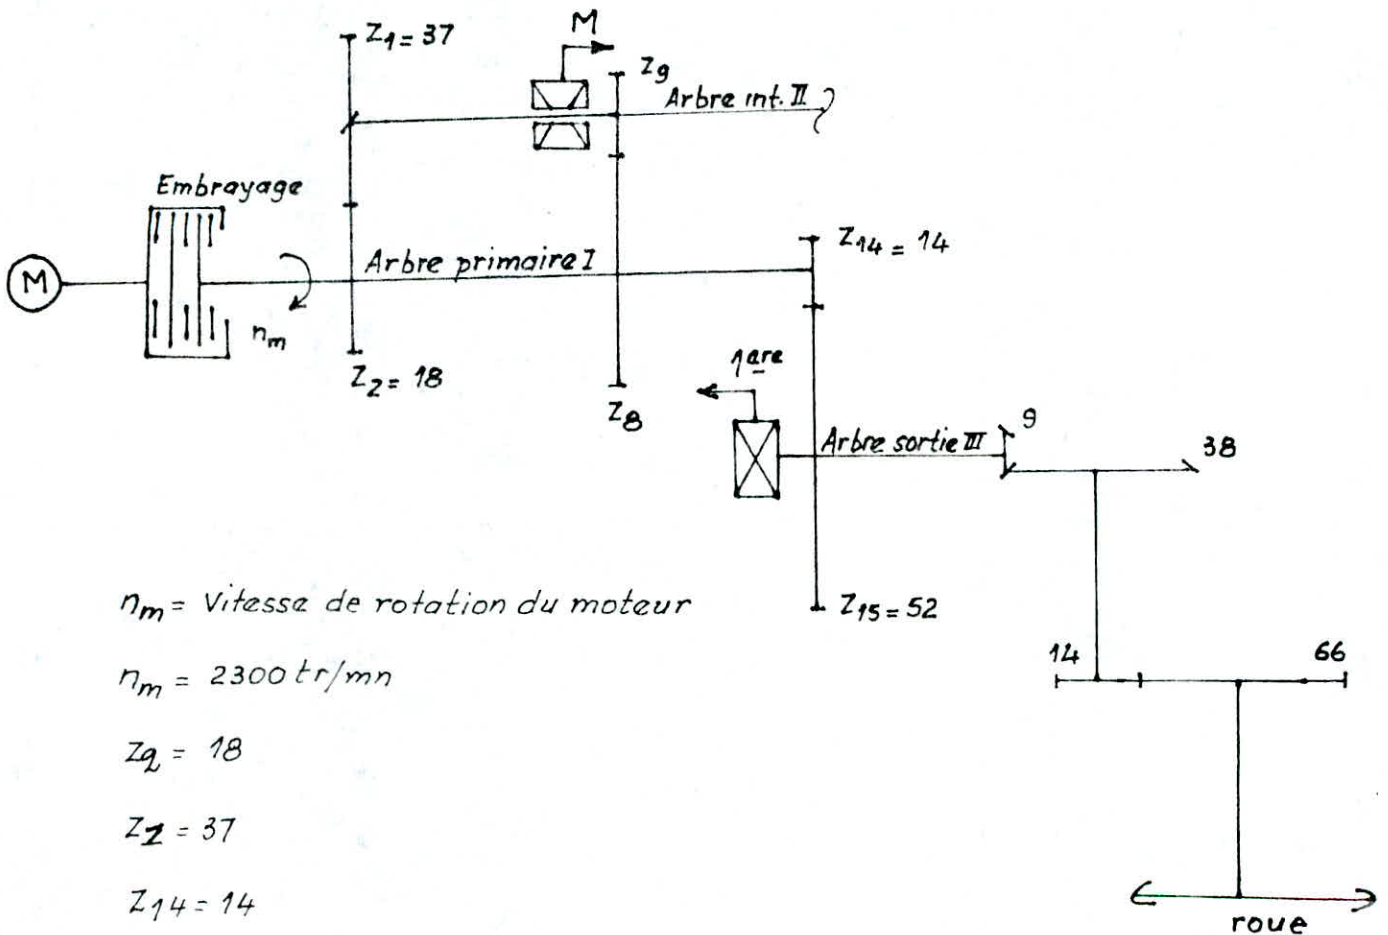 M
Z1 = 37
Z9
Arbre int. II
Embrayage
M
Arbre primaire I
nm
Z14 = 14
Z2 = 18
Z8
1are
Arbre sortie III
9
38
Z15 = 52
14
66
roue
nm = Vitesse de rotation du moteur
nm = 2300 tr/mn
Z2 = 18
Z1 = 37
Z14 = 14